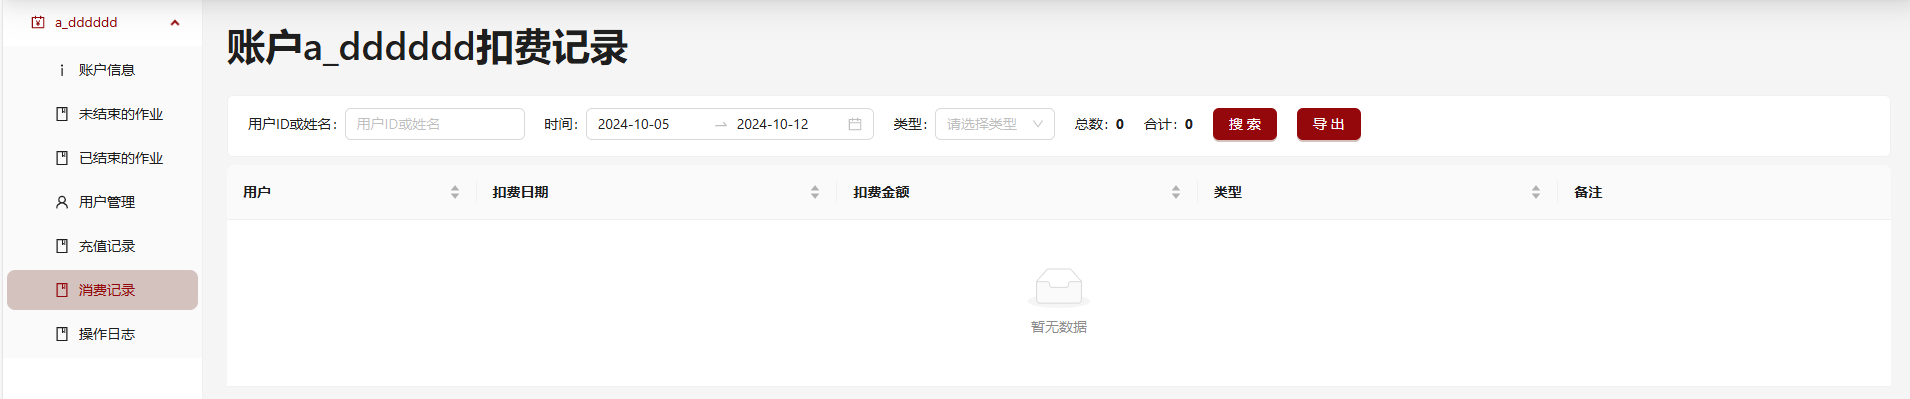 a_dddddd
账户信息
未结束的作业
已结束的作业
用户管理
充值记录
消费记录
操作日志
账户a_dddddd扣费记录
用户ID或姓名: 用户ID或姓名 时间: 2024-10-05 → 2024-10-12 类型: 请选择类型 总数: 0 合计: 0 搜 索 导 出
用户 扣费日期 扣费金额 类型 备注
暂无数据